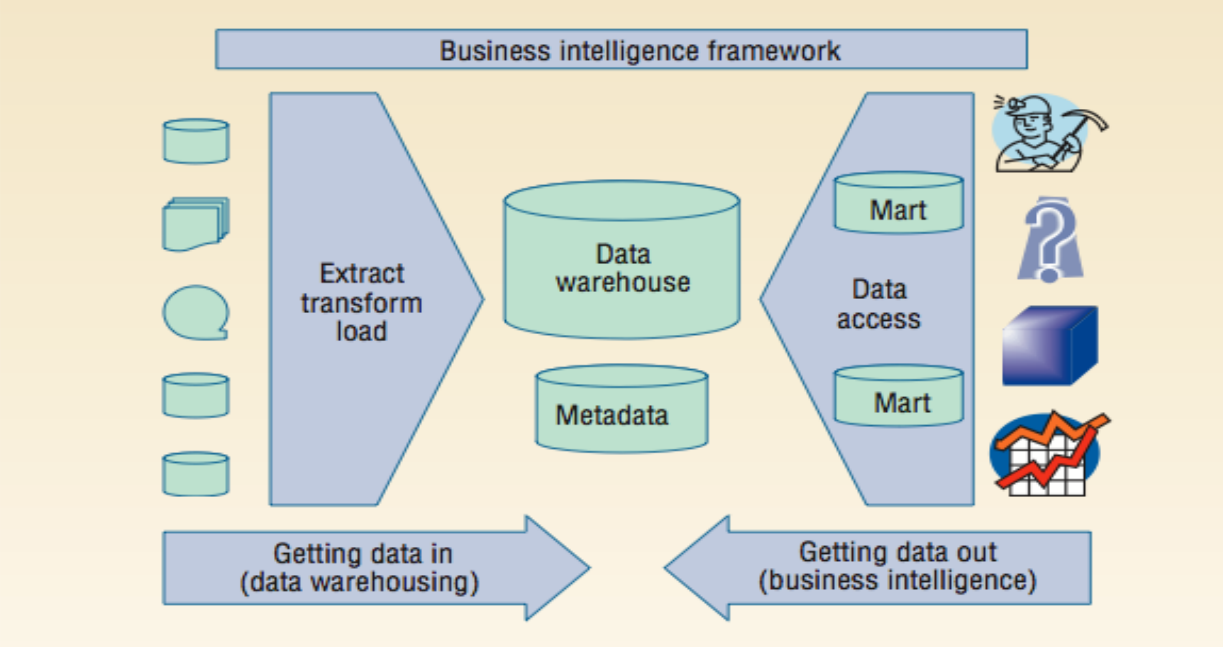 Business intelligence framework
Extract
transform
load
Data
warehouse
Metadata
Mart
Data
access
Mart
Getting data in
(data warehousing)
Getting data out
(business intelligence)
?